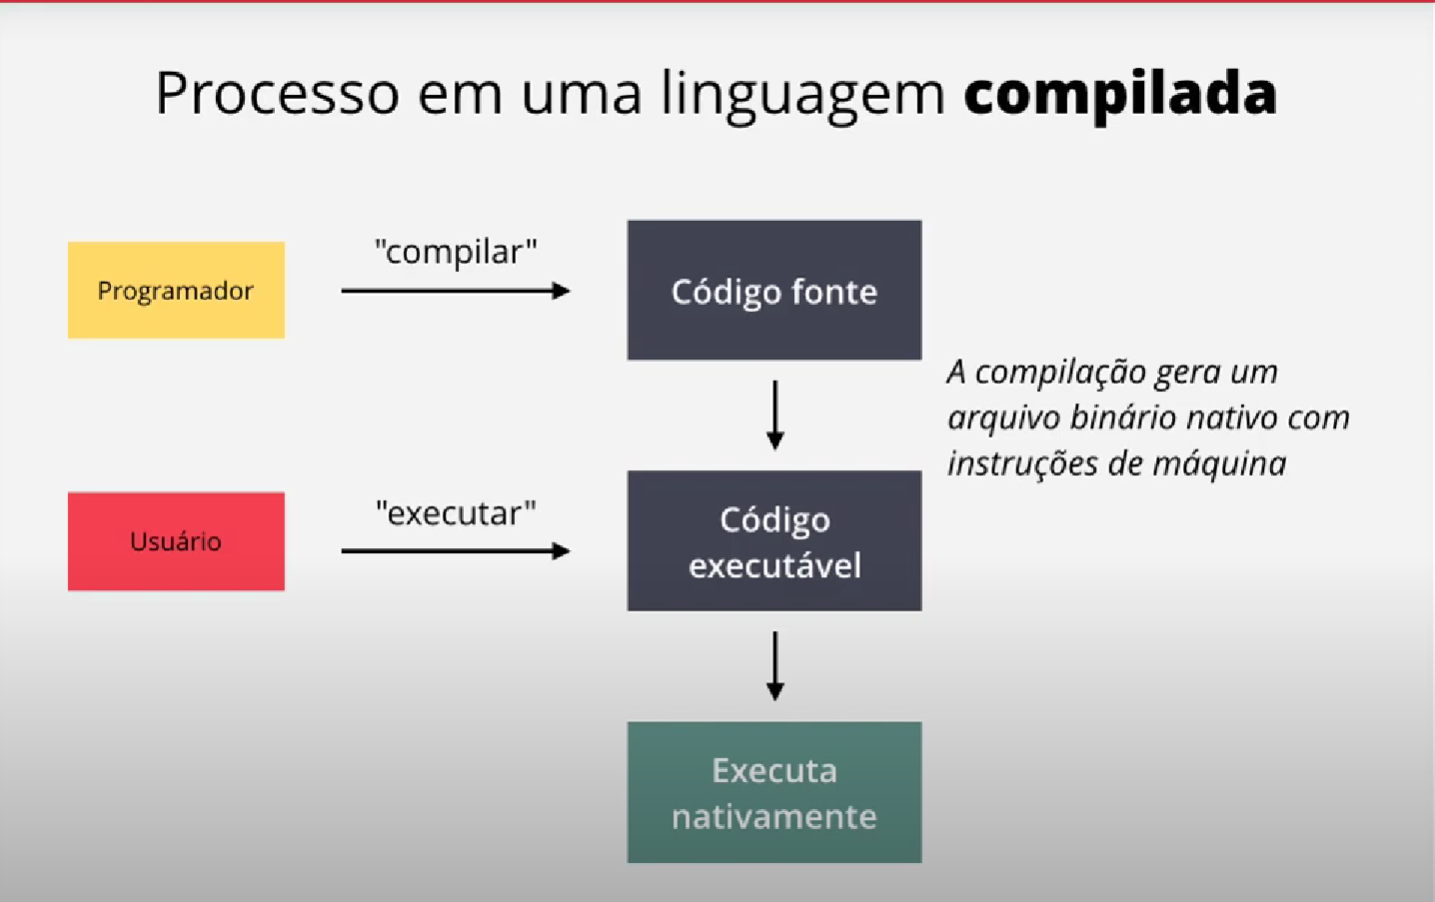 Processo em uma linguagem compilada
Programador
"compilar"
Código fonte
A compilação gera um
arquivo binário nativo com
instruções de máquina
Usuário
"executar"
Código
executável
Executa
nativamente